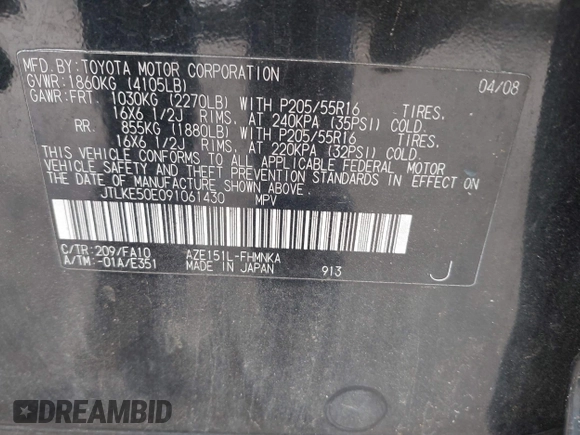 MFD. BY: TOYOTA MOTOR CORPORATION 04/08
GVWR: 1860KG (4105LB)
GAWR: FRT. 1030KG (2270LB) WITH P205/55R16 TIRES.
16X6 1/2J RIMS. AT 240KPA (35PSI) COLD.
RR. 855KG (1880LB) WITH P205/55R16 TIRES.
16X6 1/2J RIMS. AT 220KPA (32PSI) COLD.
THIS VEHICLE CONFORMS TO ALL APPLICABLE FEDERAL MOTOR
VEHICLE SAFETY AND THEFT PREVENTION STANDARDS IN EFFECT ON
THE DATE OF MANUFACTURE SHOWN ABOVE.
JTLKE50E091061430 MPV
C/TR: 209/FA10 AZE151L-FHMNKA
A/TM: -01A/E351 MADE IN JAPAN 913 J
DREAMBID